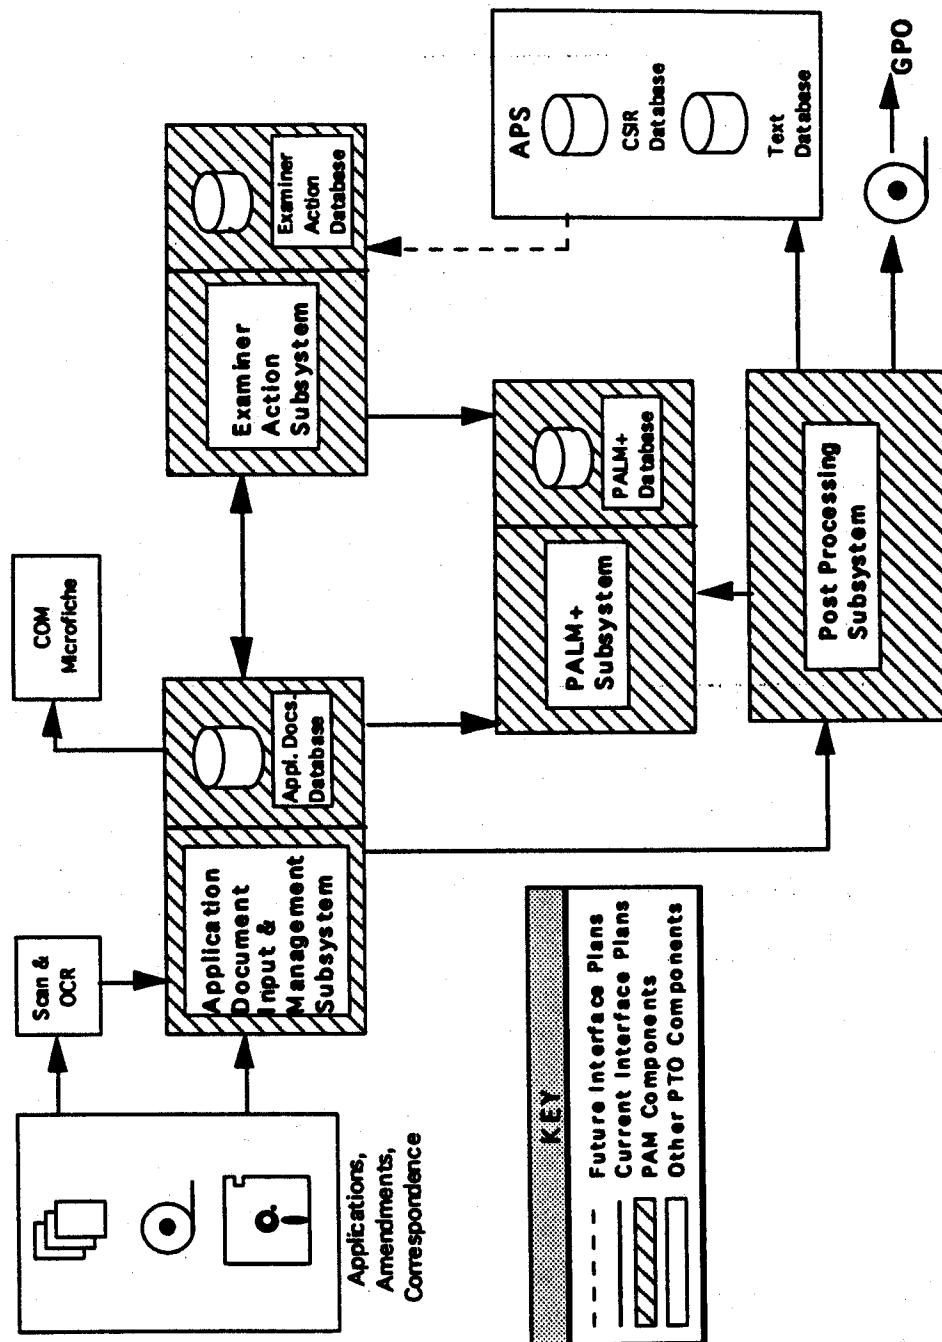 Applications,
Amendments,
Correspondence
Scan &
OCR
Application
Document
Input &
Management
Subsystem
Appl. Docs.
Database
COM
Microfiche
Examiner
Action
Subsystem
Examiner
Action
Database
PALM+
Subsystem
PALM+
Database
Post Processing
Subsystem
APS
CSIR
Database
Text
Database
GPO
KEY
Future Interface Plans
Current Interface Plans
PAM Components
Other PTO Components